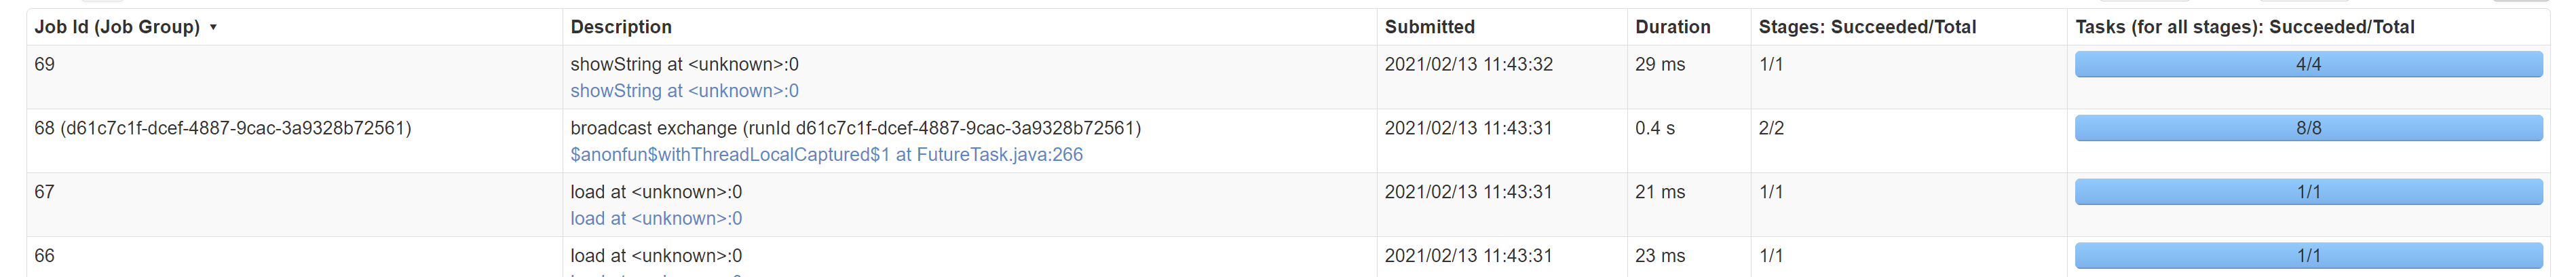 Job Id (Job Group) ▾ Description Submitted Duration Stages: Succeeded/Total Tasks (for all stages): Succeeded/Total
69 showString at <unknown>:0 2021/02/13 11:43:32 29 ms 1/1 4/4
showString at <unknown>:0
68 (d61c7c1f-dcef-4887-9cac-3a9328b72561) broadcast exchange (runId d61c7c1f-dcef-4887-9cac-3a9328b72561) 2021/02/13 11:43:31 0.4 s 2/2 8/8
$anonfun$withThreadLocalCaptured$1 at FutureTask.java:266
67 load at <unknown>:0 2021/02/13 11:43:31 21 ms 1/1 1/1
load at <unknown>:0
66 load at <unknown>:0 2021/02/13 11:43:31 23 ms 1/1 1/1